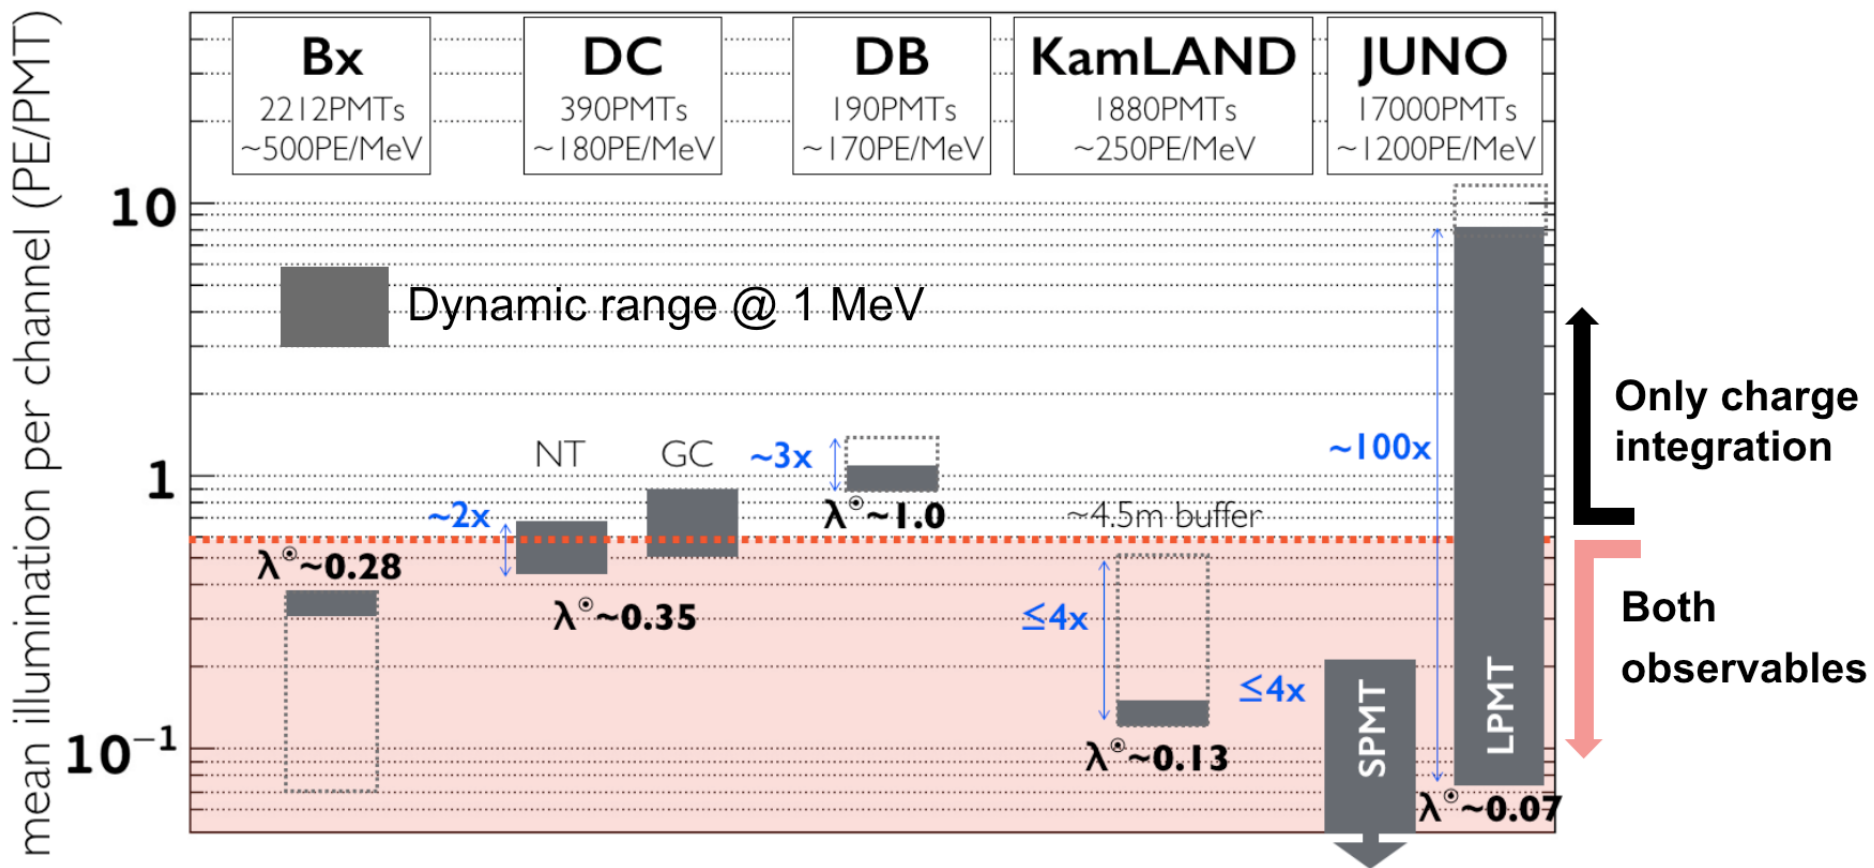 mean illumination per channel (PE/PMT)
Bx
2212PMTs
~500PE/MeV
DC
390PMTs
~180PE/MeV
DB
190PMTs
~170PE/MeV
KamLAND
1880PMTs
~250PE/MeV
JUNO
17000PMTs
~1200PE/MeV
10
1
10⁻¹
Dynamic range @ 1 MeV
NT
GC
~3x
~2x
~100x
λ☉~1.0
~4.5m buffer
λ☉~0.28
λ☉~0.35
≤4x
≤4x
λ☉~0.13
SPMT
LPMT
λ☉~0.07
Only charge
integration
Both
observables